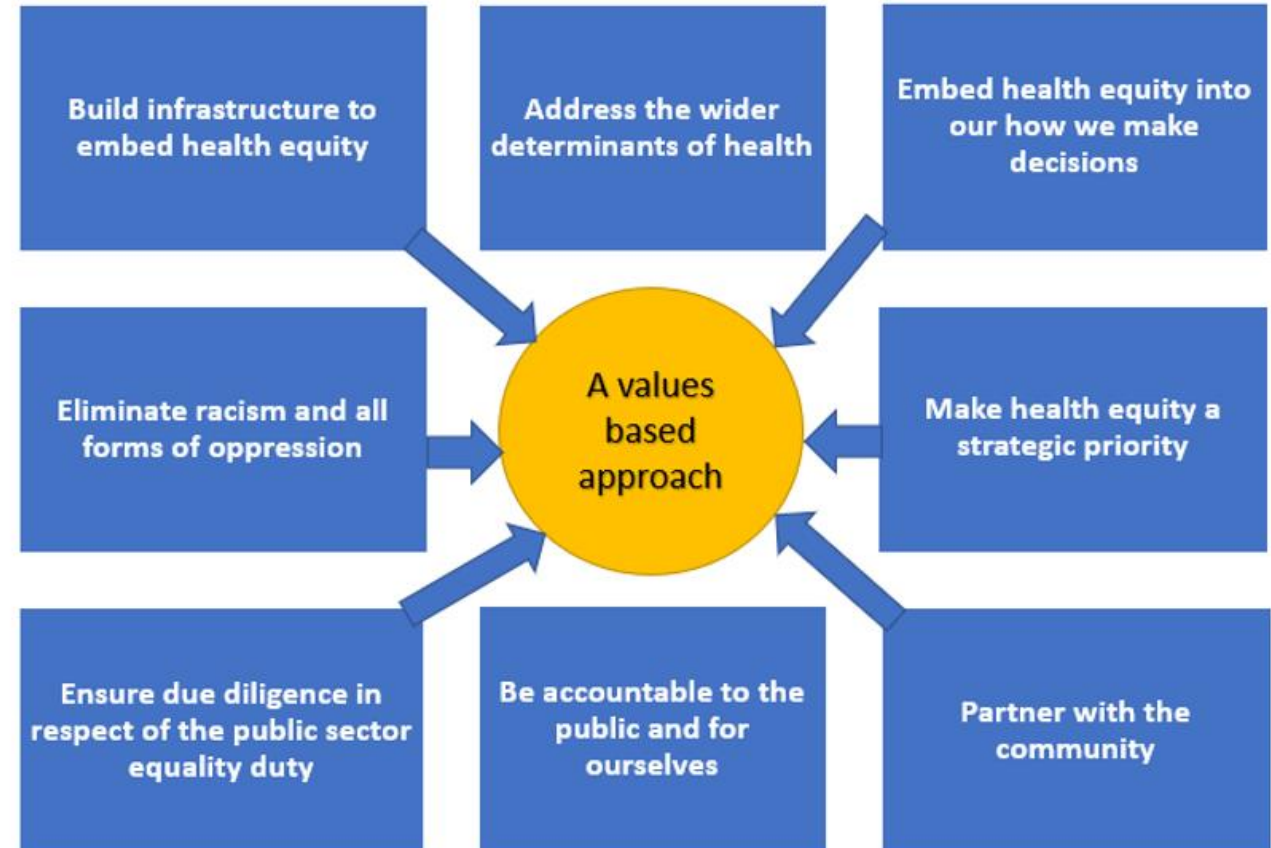 Build infrastructure to
embed health equity
Address the wider
determinants of health
Embed health equity into
our how we make
decisions
Eliminate racism and all
forms of oppression
A values
based
approach
Make health equity a
strategic priority
Ensure due diligence in
respect of the public sector
equality duty
Be accountable to the
public and for
ourselves
Partner with the
community